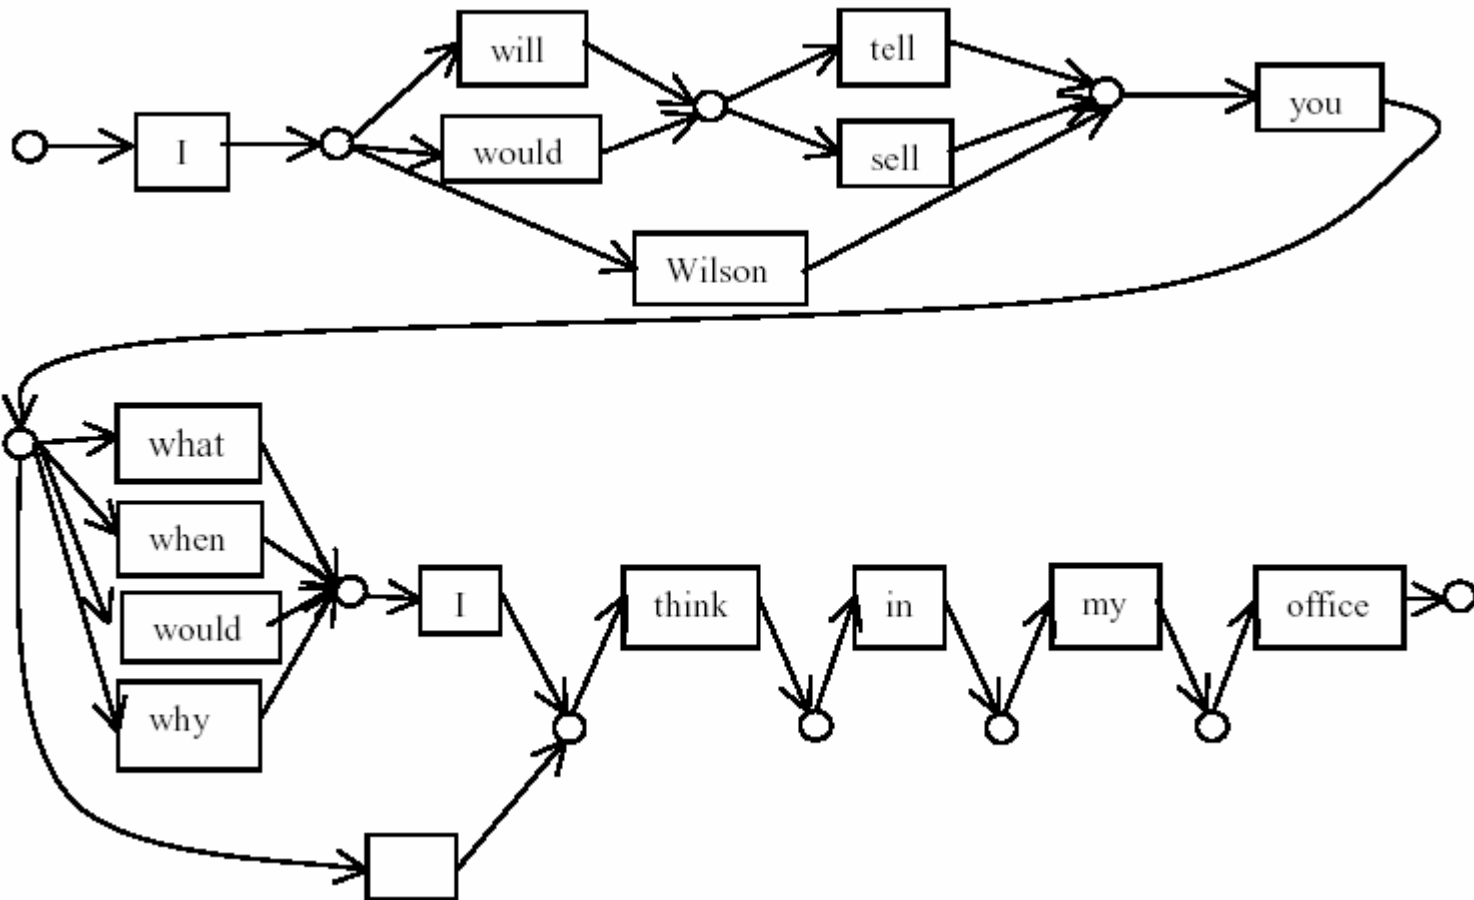 will
tell
I
would
sell
you
Wilson
what
when
would
why
I
think
in
my
office